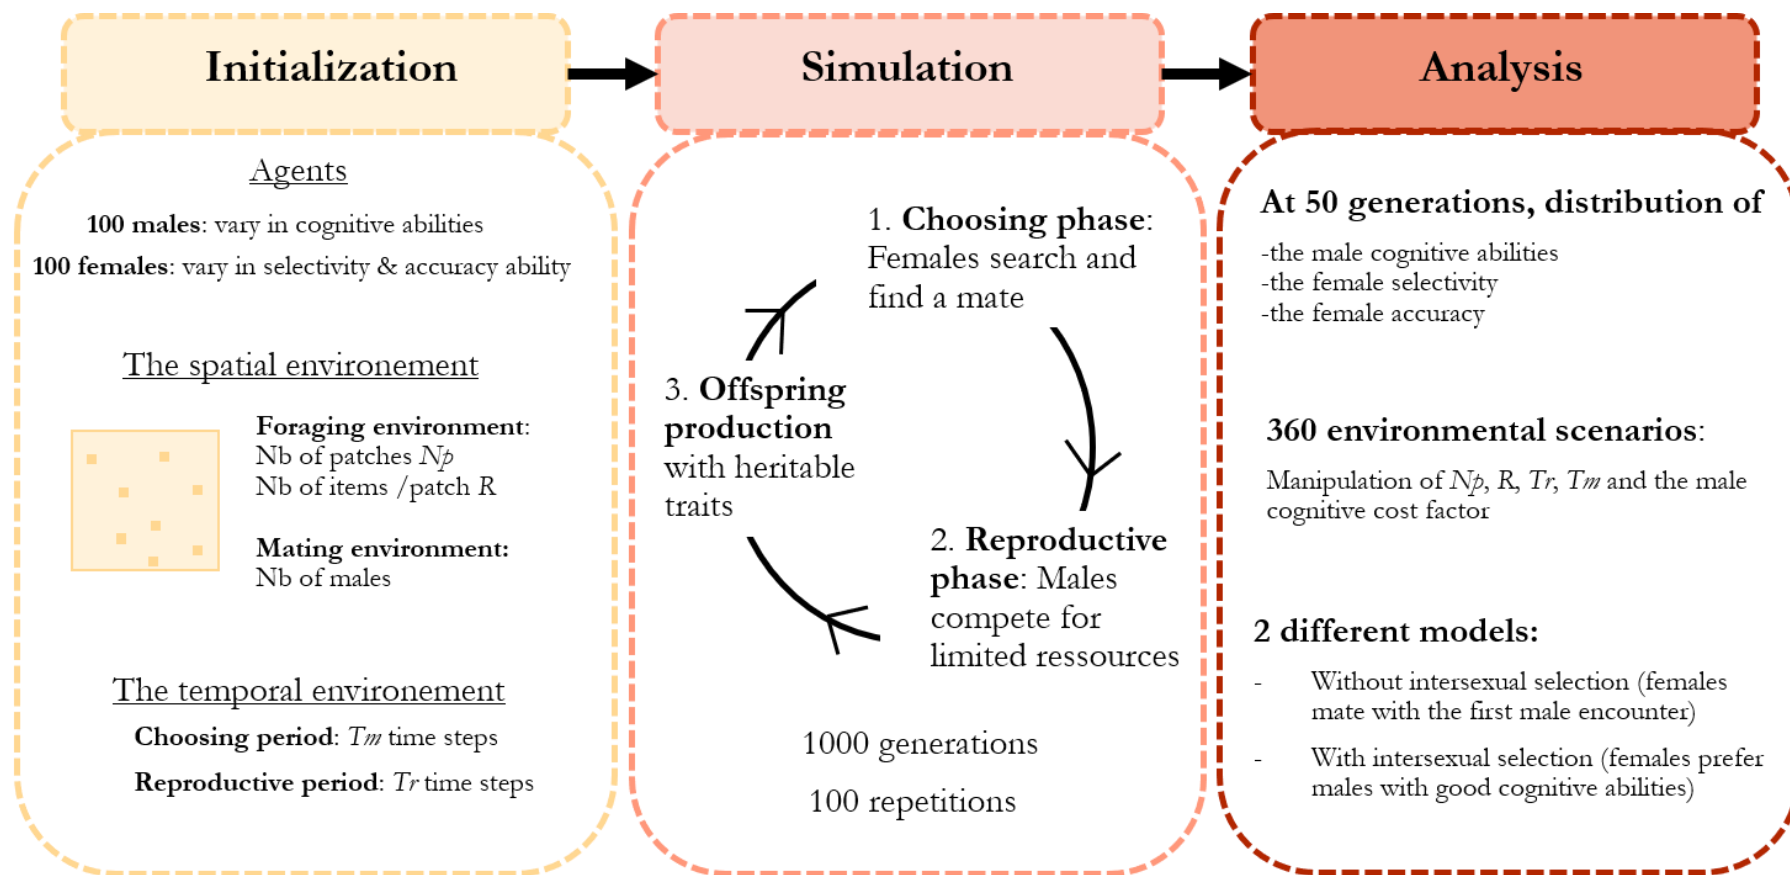 Initialization
Agents
100 males: vary in cognitive abilities
100 females: vary in selectivity & accuracy ability
The spatial environement
Foraging environment:
Nb of patches Np
Nb of items /patch R
Mating environment:
Nb of males
The temporal environement
Choosing period: Tm time steps
Reproductive period: Tr time steps
Simulation
1. Choosing phase:
Females search and
find a mate
2. Reproductive
phase: Males
compete for
limited ressources
3. Offspring
production
with heritable
traits
1000 generations
100 repetitions
Analysis
At 50 generations, distribution of
-the male cognitive abilities
-the female selectivity
-the female accuracy
360 environmental scenarios:
Manipulation of Np, R, Tr, Tm and the male
cognitive cost factor
2 different models:
- Without intersexual selection (females
mate with the first male encounter)
- With intersexual selection (females prefer
males with good cognitive abilities)